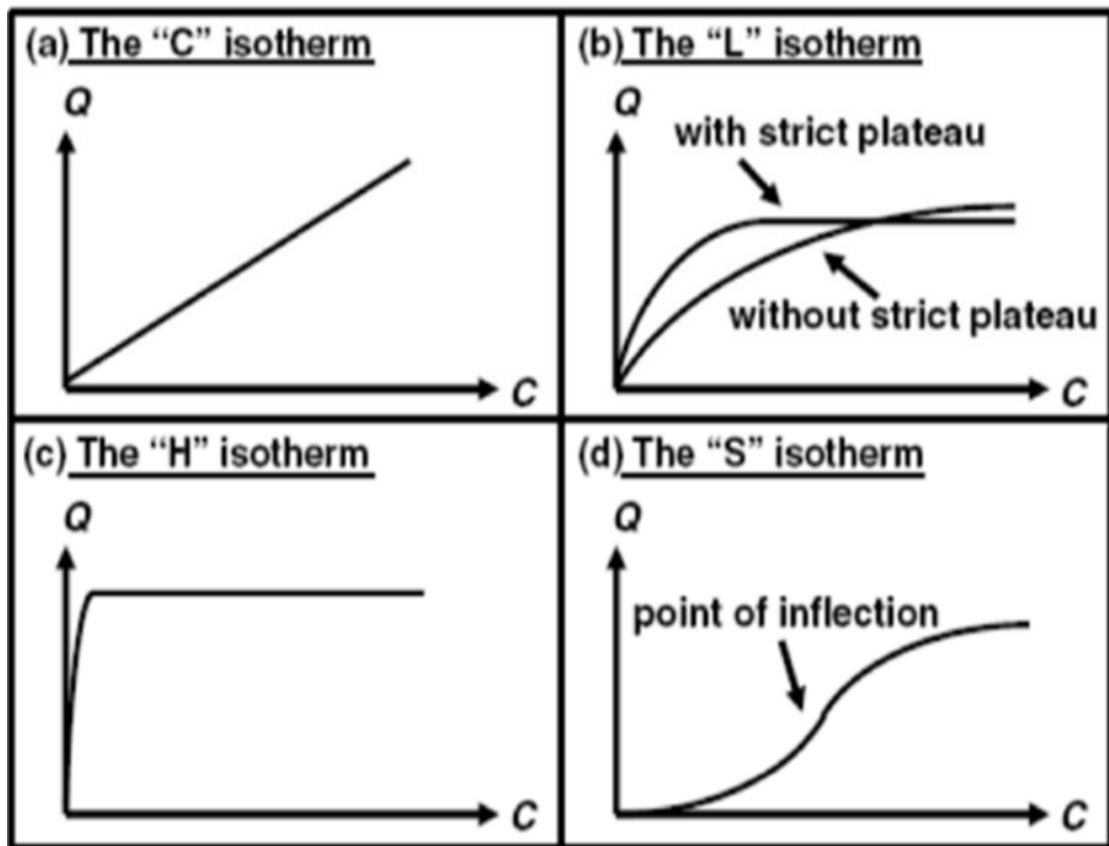 (a) The “C” isotherm
Q
C
(b) The “L” isotherm
Q
with strict plateau
without strict plateau
C
(c) The “H” isotherm
Q
C
(d) The “S” isotherm
Q
point of inflection
C